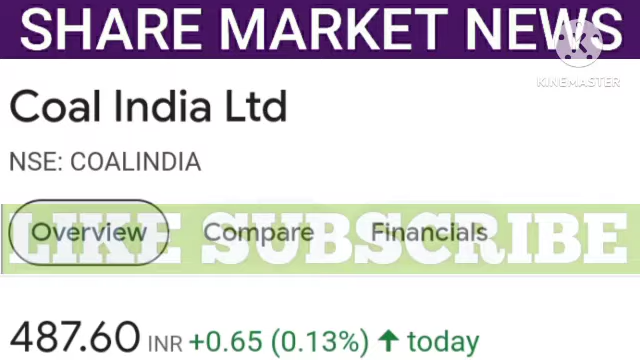 SHARE MARKET NEWS
KINEMASTER
Coal India Ltd
NSE: COALINDIA
LIKE SUBSCRIBE
Overview Compare Financials
487.60 INR +0.65 (0.13%) ↑ today